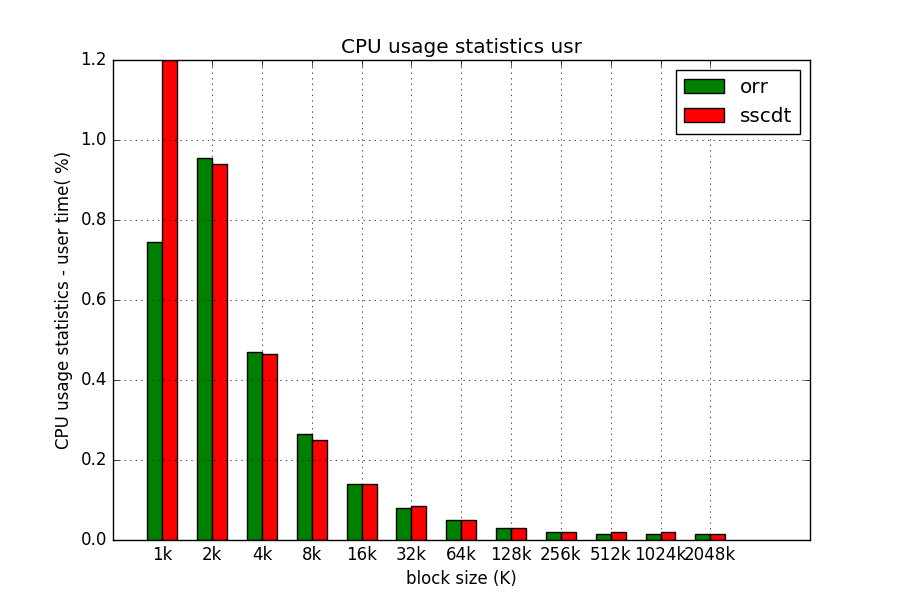 CPU usage statistics usr
orr
sscdt
CPU usage statistics - user time( %)
1.2
1.0
0.8
0.6
0.4
0.2
0.0
1k 2k 4k 8k 16k 32k 64k 128k 256k 512k 1024k 2048k
block size (K)